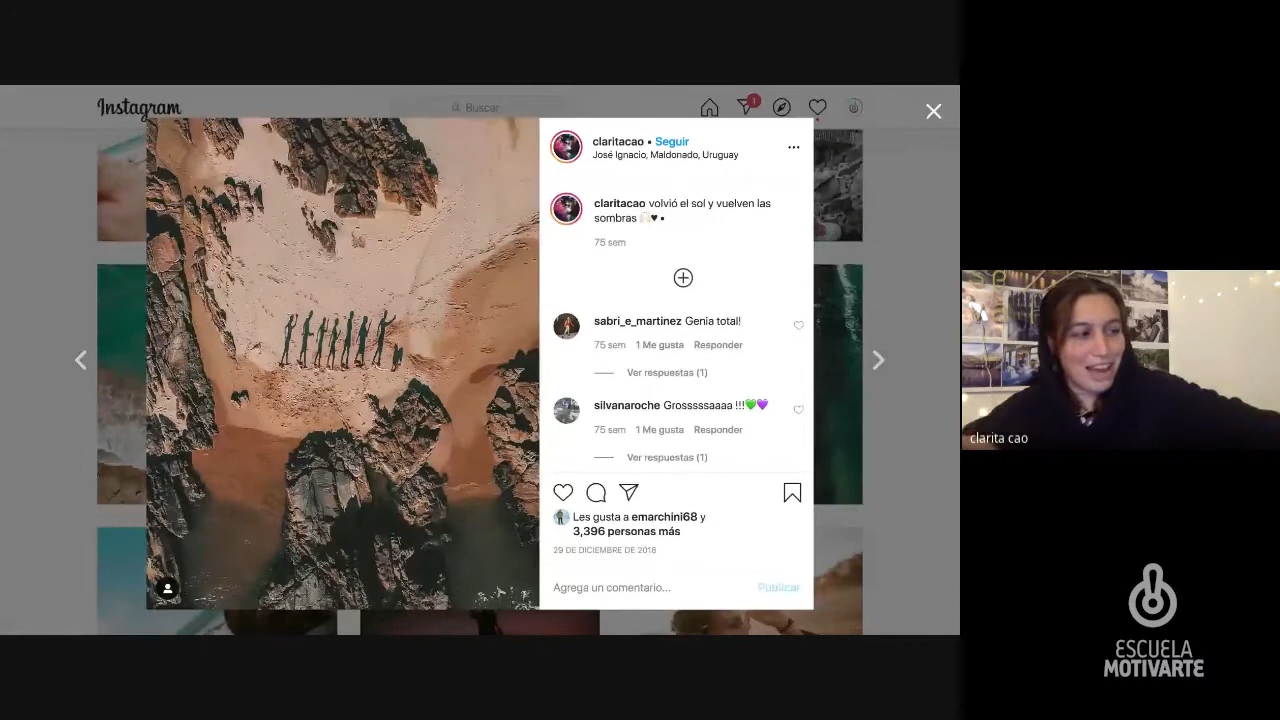 Instagram
Buscar
1
claritacao • Seguir
José Ignacio, Maldonado, Uruguay
claritacao volvió el sol y vuelven las
sombras 🙌🏻♥ •
75 sem
sabri_e_martinez Genia total!
75 sem 1 Me gusta Responder
Ver respuestas (1)
silvanaroche Grosssssaaaa !!!💚💜
75 sem 1 Me gusta Responder
Ver respuestas (1)
Les gusta a emarchini68 y
3,396 personas más
29 DE DICIEMBRE DE 2018
Agrega un comentario...
Publicar
clarita cao
ESCUELA
MOTIVARTE